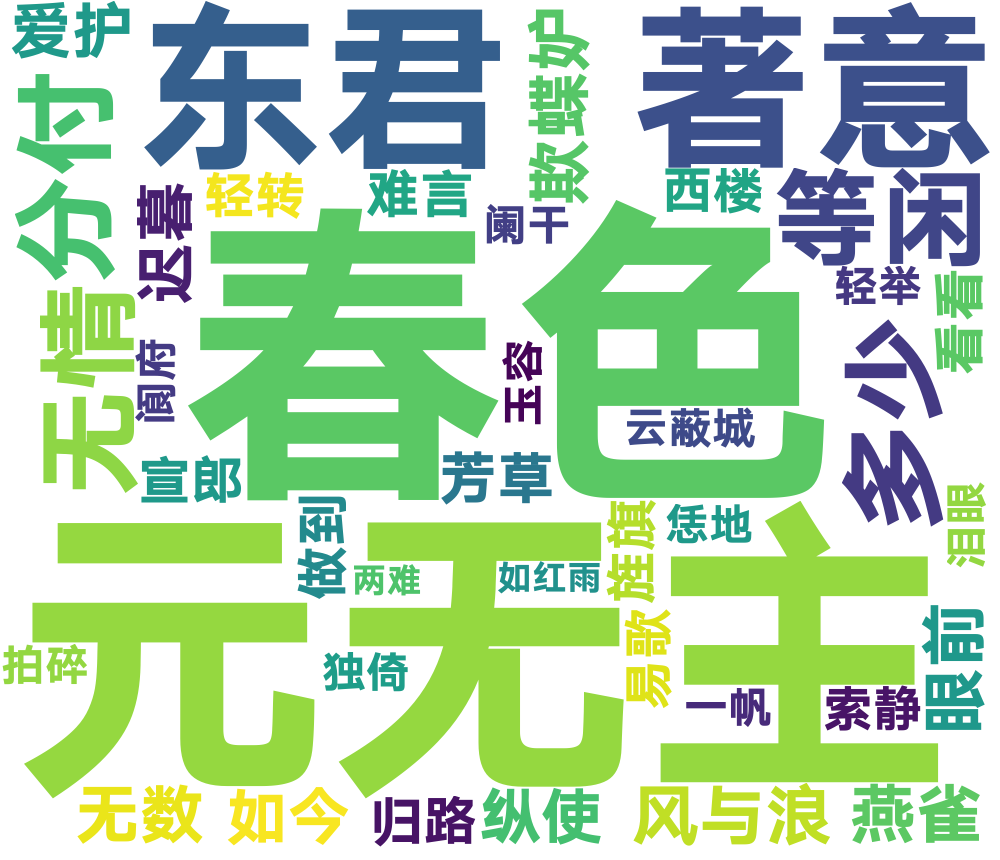 爱护
东君
欺蝶妒
著意
分付
轻转
难言
西楼
等闲
迟暮
阑干
春色
轻举
看看
无情
阆府
玉容
多少
云蔽城
宣郎
芳草
泪眼
元无主
做到
旌旗
恁地
两难
如红雨
拍碎
独倚
易歌
眼前
一帆
索静
无数
如今
归路
纵使
风与浪
燕雀